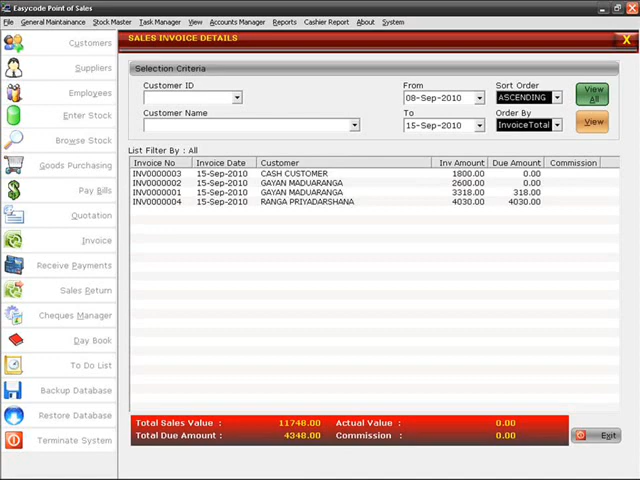 Easycode Point of Sales
File General Maintainance Stock Master Task Manager View Accounts Manager Reports Cashier Report About System
Customers
Suppliers
Employees
Enter Stock
Browse Stock
Goods Purchasing
Pay Bills
Quotation
Invoice
Receive Payments
Sales Return
Cheques Manager
Day Book
To Do List
Backup Database
Restore Database
Terminate System
SALES INVOICE DETAILS X
Selection Criteria
Customer ID From Sort Order
08-Sep-2010 ASCENDING View All
Customer Name To Order By
15-Sep-2010 InvoiceTotal View
List Filter By : All
Invoice No Invoice Date Customer Inv Amount Due Amount Commission
INV0000003 15-Sep-2010 CASH CUSTOMER 1800.00 0.00
INV0000002 15-Sep-2010 GAYAN MADUARANGA 2600.00 0.00
INV0000001 15-Sep-2010 GAYAN MADUARANGA 3318.00 318.00
INV0000004 15-Sep-2010 RANGA PRIYADARSHANA 4030.00 4030.00
Total Sales Value : 11748.00 Actual Value : 0.00
Total Due Amount : 4348.00 Commission : 0.00
Exit